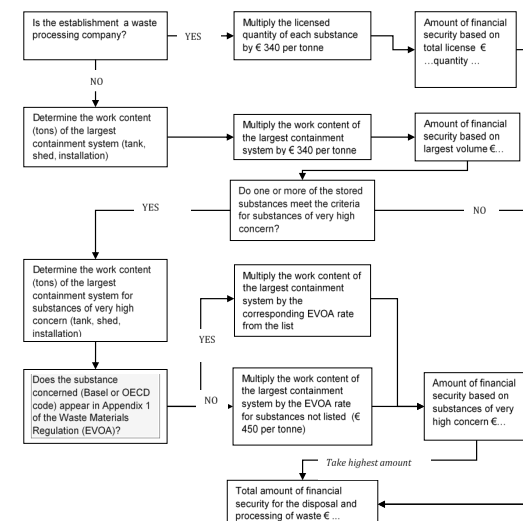 Is the establishment a waste
processing company?
YES
Multiply the licensed
quantity of each substance
by € 340 per tonne
Amount of financial
security based on
total license €
…quantity …
NO
Determine the work content
(tons) of the largest
containment system (tank,
shed, installation)
Multiply the work content of
the largest containment
system by € 340 per tonne
Amount of financial
security based on
largest volume €…
Do one or more of the stored
substances meet the criteria
for substances of very high
concern?
YES
NO
Determine the work content
(tons) of the largest
containment system for
substances of very high
concern (tank, shed,
installation)
Multiply the work content of
the largest containment
system by the
corresponding EVOA rate
from the list
YES
Does the substance
concerned (Basel or OECD
code) appear in Appendix 1
of the Waste Materials
Regulation (EVOA)?
NO
Multiply the work content of
the largest containment
system by the EVOA rate
for substances not listed (€
450 per tonne)
Amount of financial
security based on
substances of very
high concern €…
Take highest amount
Total amount of financial
security for the disposal and
processing of waste € ...